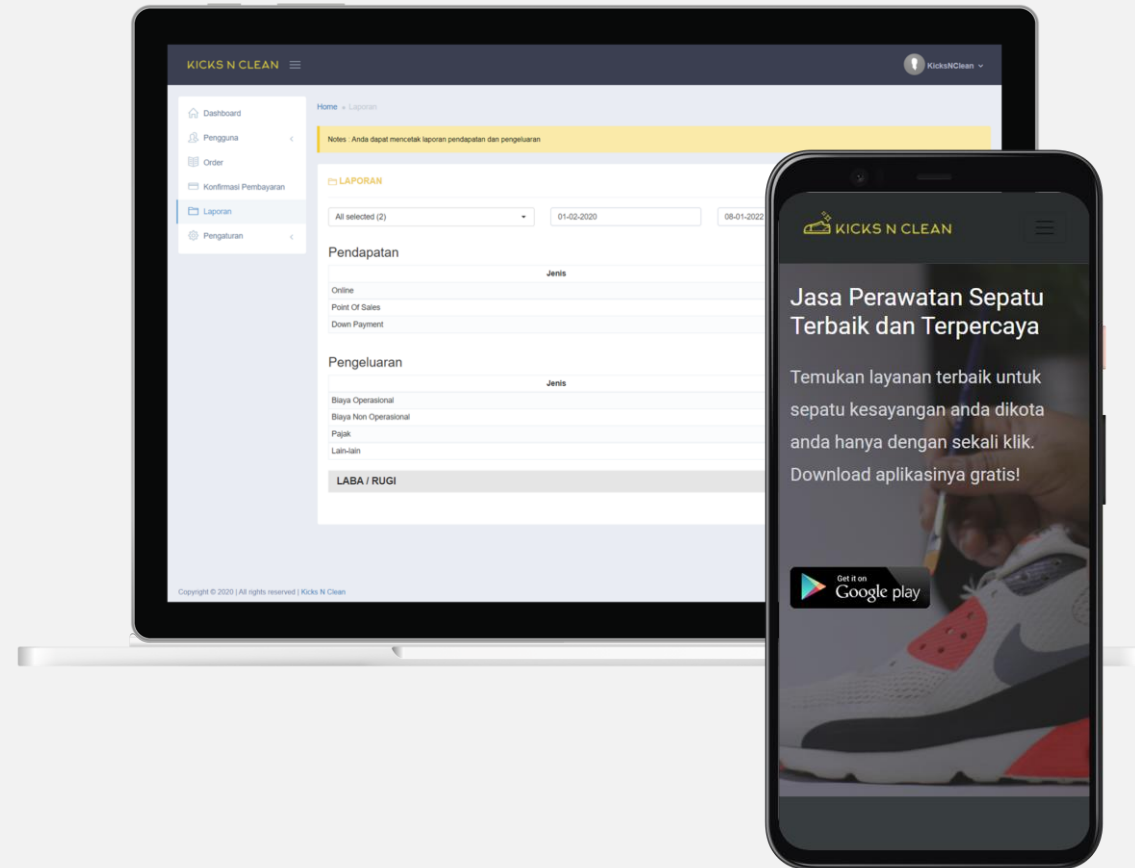 KICKS N CLEAN
KicksNClean
Dashboard
Pengguna
Order
Konfirmasi Pembayaran
Laporan
Pengaturan
Home » Laporan
Notes : Anda dapat mencetak laporan pendapatan dan pengeluaran
LAPORAN
All selected (2)
01-02-2020
08-01-2022
Pendapatan
Jenis
Online
Point Of Sales
Down Payment
Pengeluaran
Jenis
Biaya Operasional
Biaya Non Operasional
Pajak
Lain-lain
LABA / RUGI
Copyright © 2020 | All rights reserved | Kicks N Clean
KICKS N CLEAN
Jasa Perawatan Sepatu
Terbaik dan Terpercaya
Temukan layanan terbaik untuk
sepatu kesayangan anda dikota
anda hanya dengan sekali klik.
Download aplikasinya gratis!
Get it on
Google play